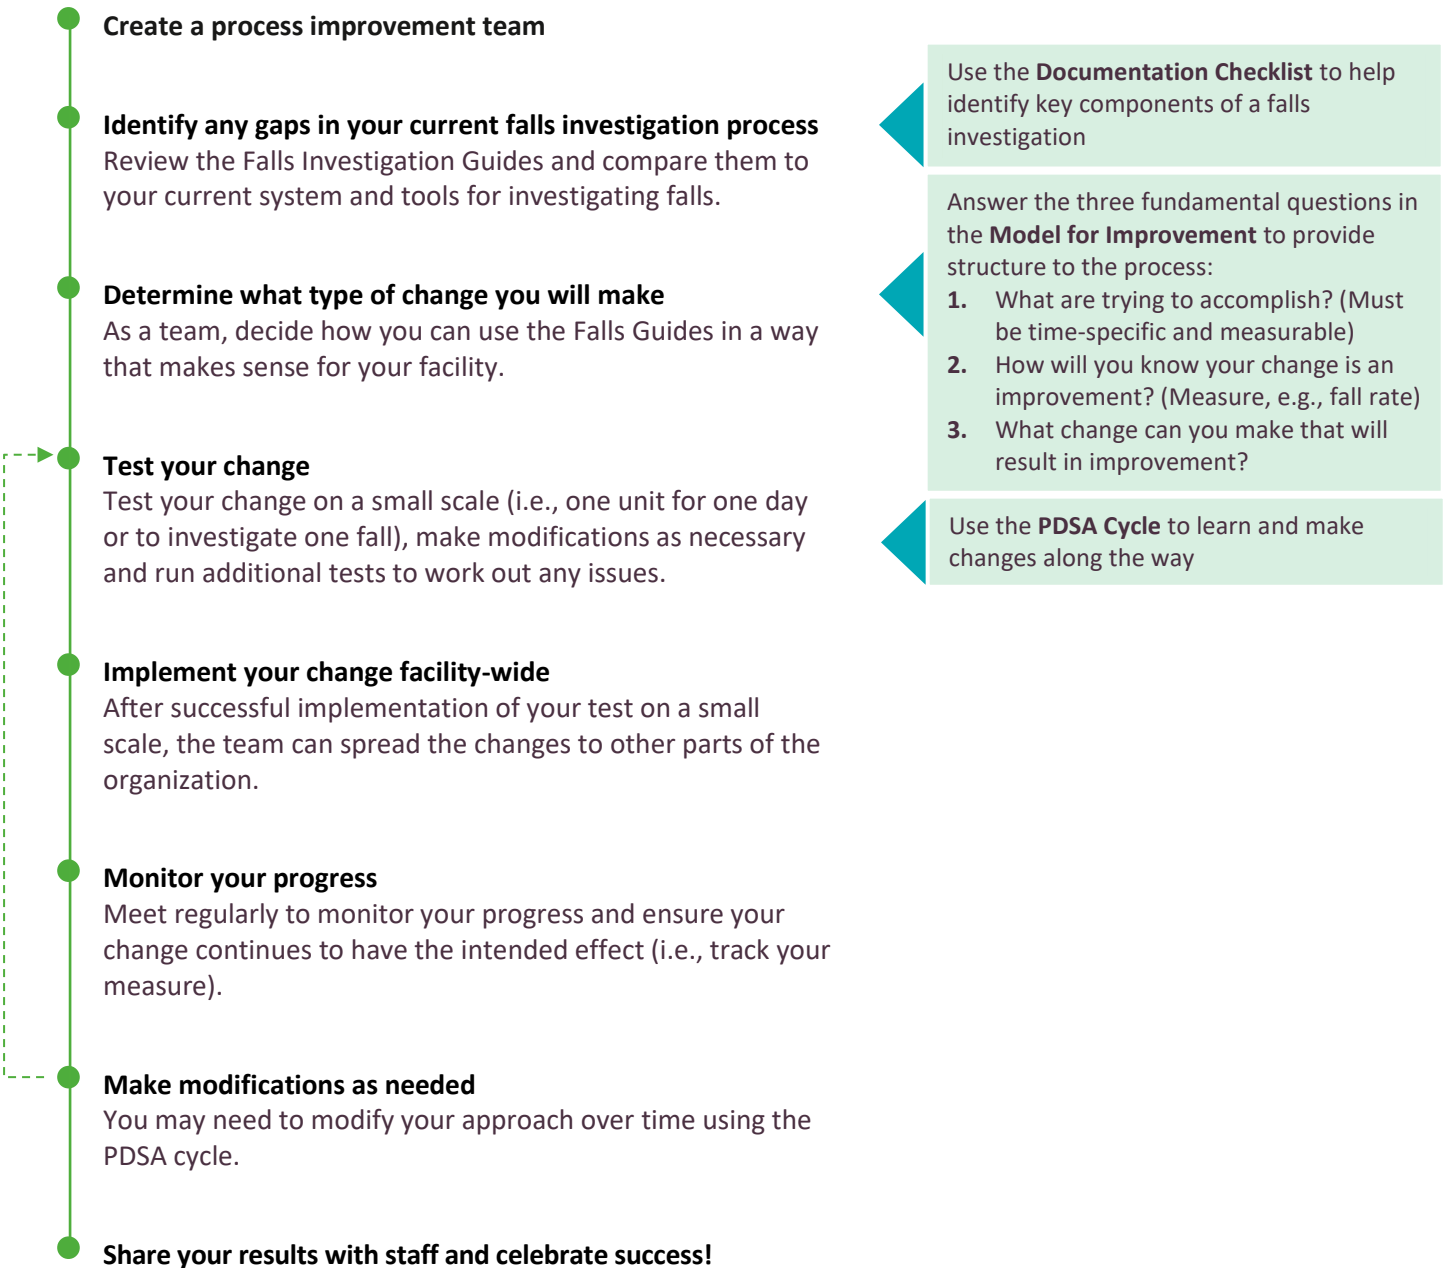 Create a process improvement team
Identify any gaps in your current falls investigation process
Review the Falls Investigation Guides and compare them to
your current system and tools for investigating falls.
Use the Documentation Checklist to help
identify key components of a falls
investigation
Determine what type of change you will make
As a team, decide how you can use the Falls Guides in a way
that makes sense for your facility.
Answer the three fundamental questions in
the Model for Improvement to provide
structure to the process:
1. What are trying to accomplish? (Must
be time-specific and measurable)
2. How will you know your change is an
improvement? (Measure, e.g., fall rate)
3. What change can you make that will
result in improvement?
Test your change
Test your change on a small scale (i.e., one unit for one day
or to investigate one fall), make modifications as necessary
and run additional tests to work out any issues.
Use the PDSA Cycle to learn and make
changes along the way
Implement your change facility-wide
After successful implementation of your test on a small
scale, the team can spread the changes to other parts of the
organization.
Monitor your progress
Meet regularly to monitor your progress and ensure your
change continues to have the intended effect (i.e., track your
measure).
Make modifications as needed
You may need to modify your approach over time using the
PDSA cycle.
Share your results with staff and celebrate success!